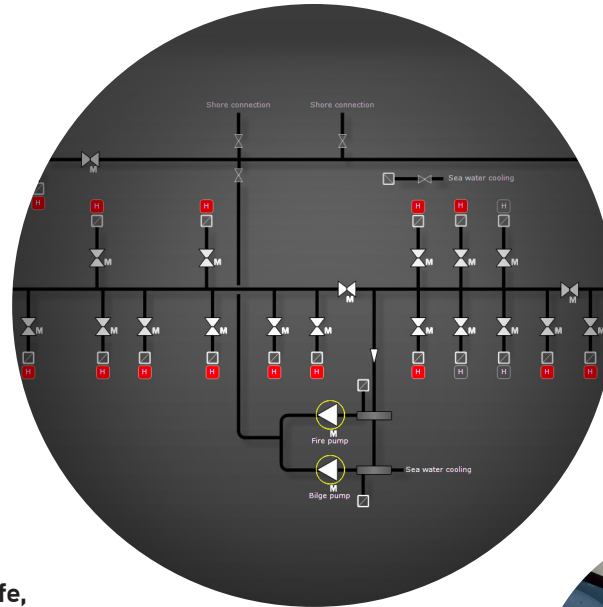 Shore connection Shore connection
M
Sea water cooling
H H H H H H
M M M M M
M M
M M M M M M M M M M
H H H H H H H H H H H
Fire pump
M
Sea water cooling
M
Bilge pump
fe,